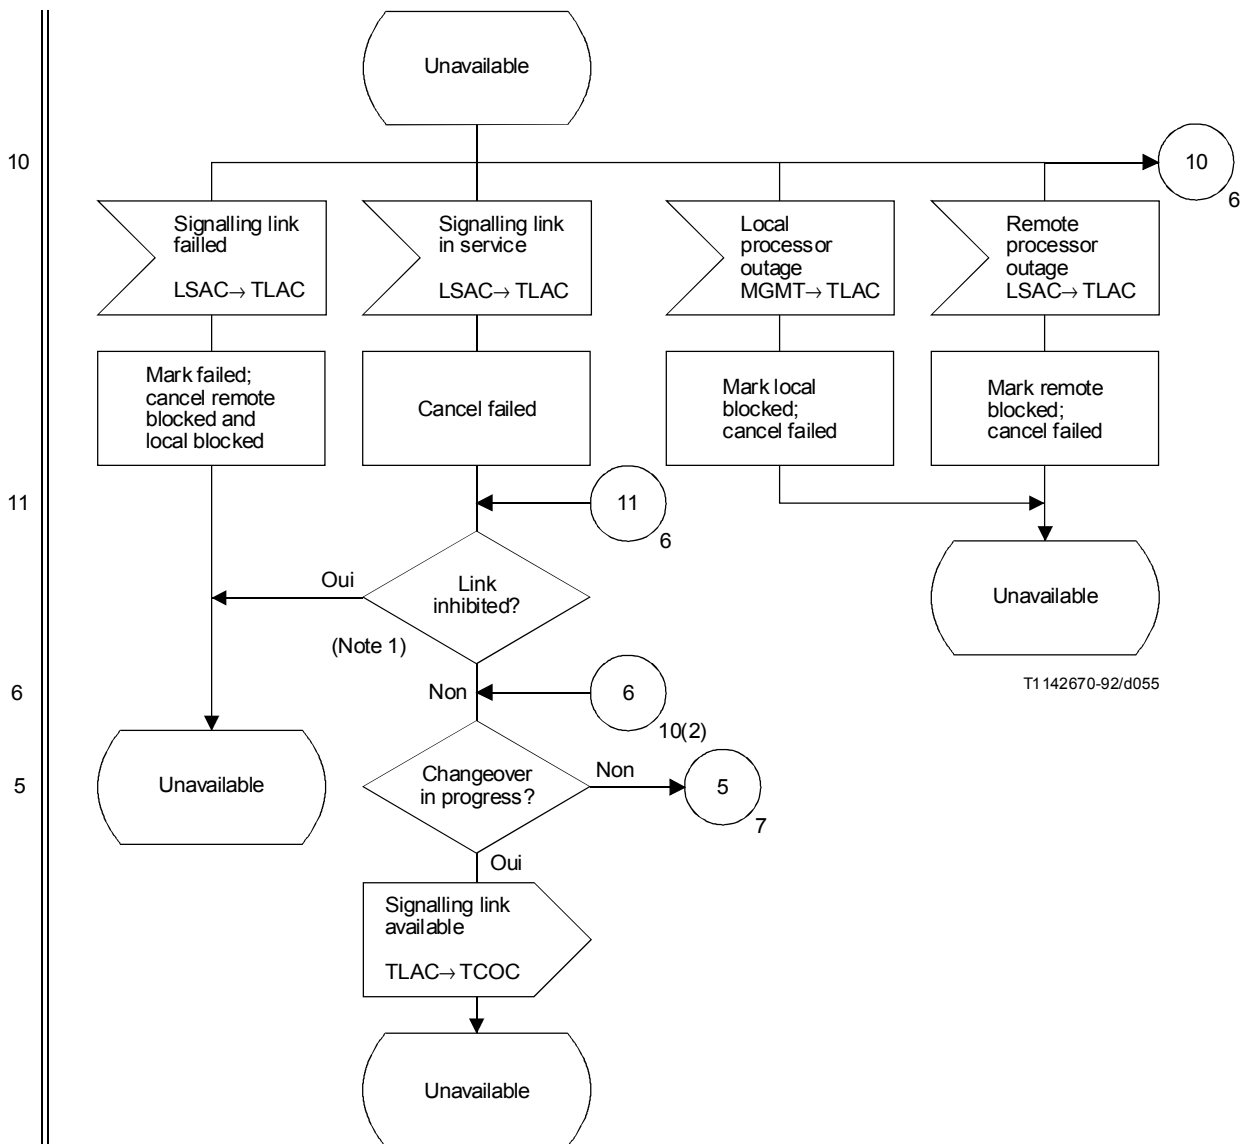 Unavailable
10
10
6
Signalling link
failled
LSAC→TLAC
Signalling link
in service
LSAC→TLAC
Local
processor
outage
MGMT→TLAC
Remote
processor
outage
LSAC→TLAC
Mark failed;
cancel remote
blocked and
local blocked
Cancel failed
Mark local
blocked;
cancel failed
Mark remote
blocked;
cancel failed
11
11
6
Oui
Link
inhibited?
(Note 1)
Unavailable
T1142670-92/d055
6
Non
6
10(2)
5
Unavailable
Changeover
in progress?
Non
5
7
Oui
Signalling link
available
TLAC→TCOC
Unavailable